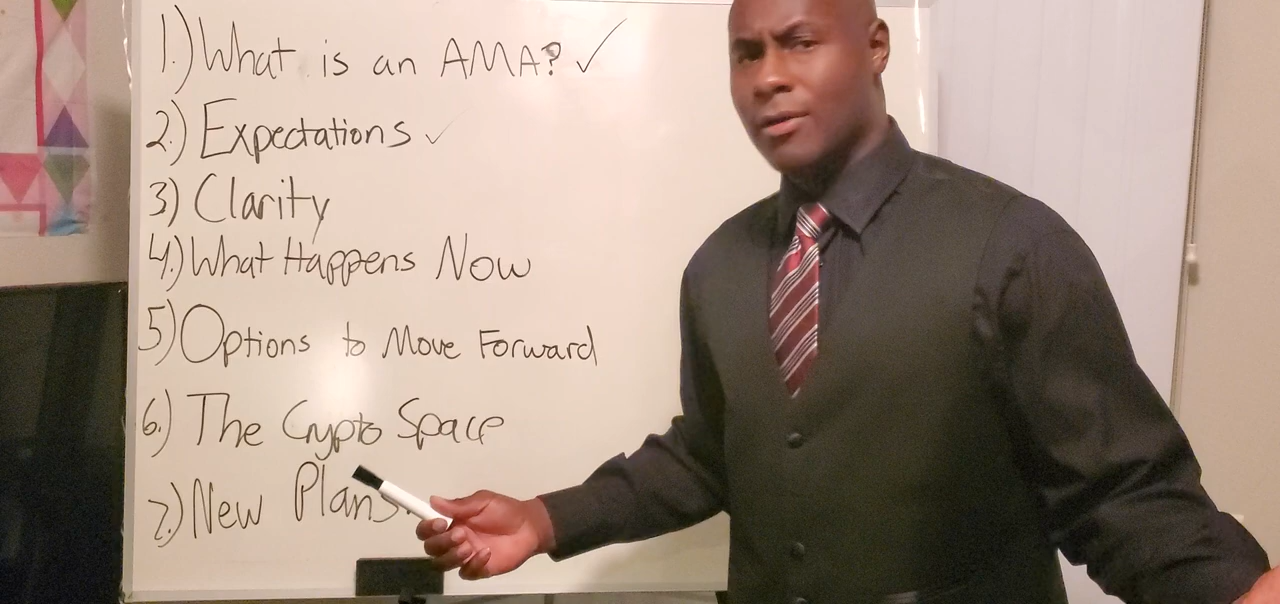 1.) What is an AMA? ✓
2.) Expectations ✓
3) Clarity
4.) What Happens Now
5) Options to Move Forward
6.) The Crypto Space
7.) New Plans